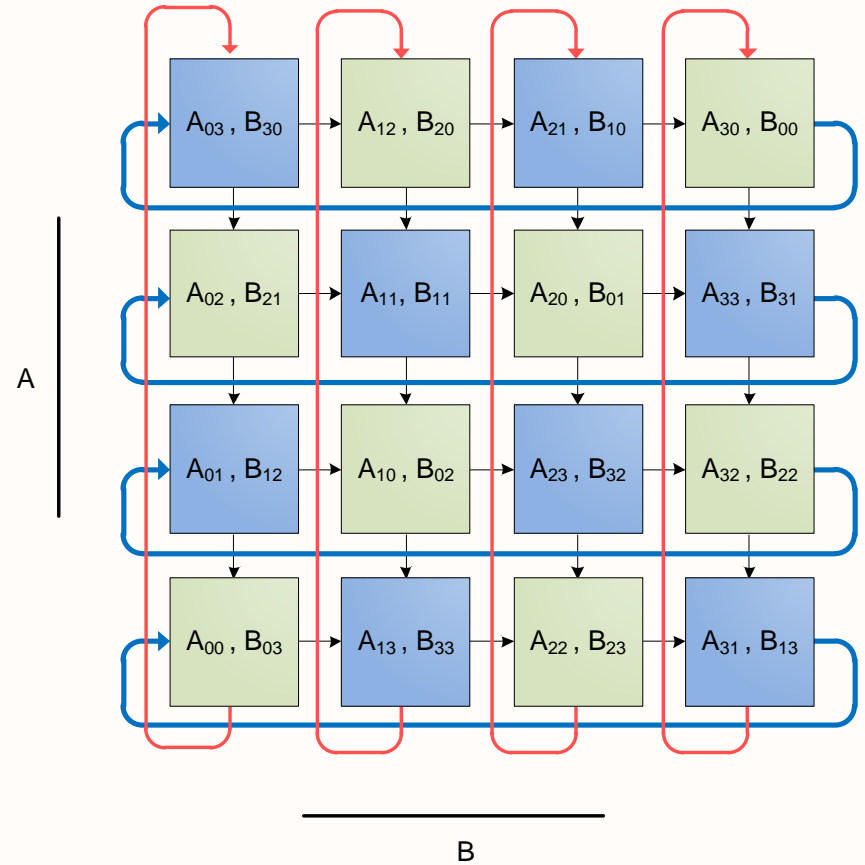 A₀₃ , B₃₀ A₁₂ , B₂₀ A₂₁ , B₁₀ A₃₀ , B₀₀
A₀₂ , B₂₁ A₁₁, B₁₁ A₂₀ , B₀₁ A₃₃ , B₃₁
A
A₀₁ , B₁₂ A₁₀ , B₀₂ A₂₃ , B₃₂ A₃₂ , B₂₂
A₀₀ , B₀₃ A₁₃ , B₃₃ A₂₂ , B₂₃ A₃₁ , B₁₃
B